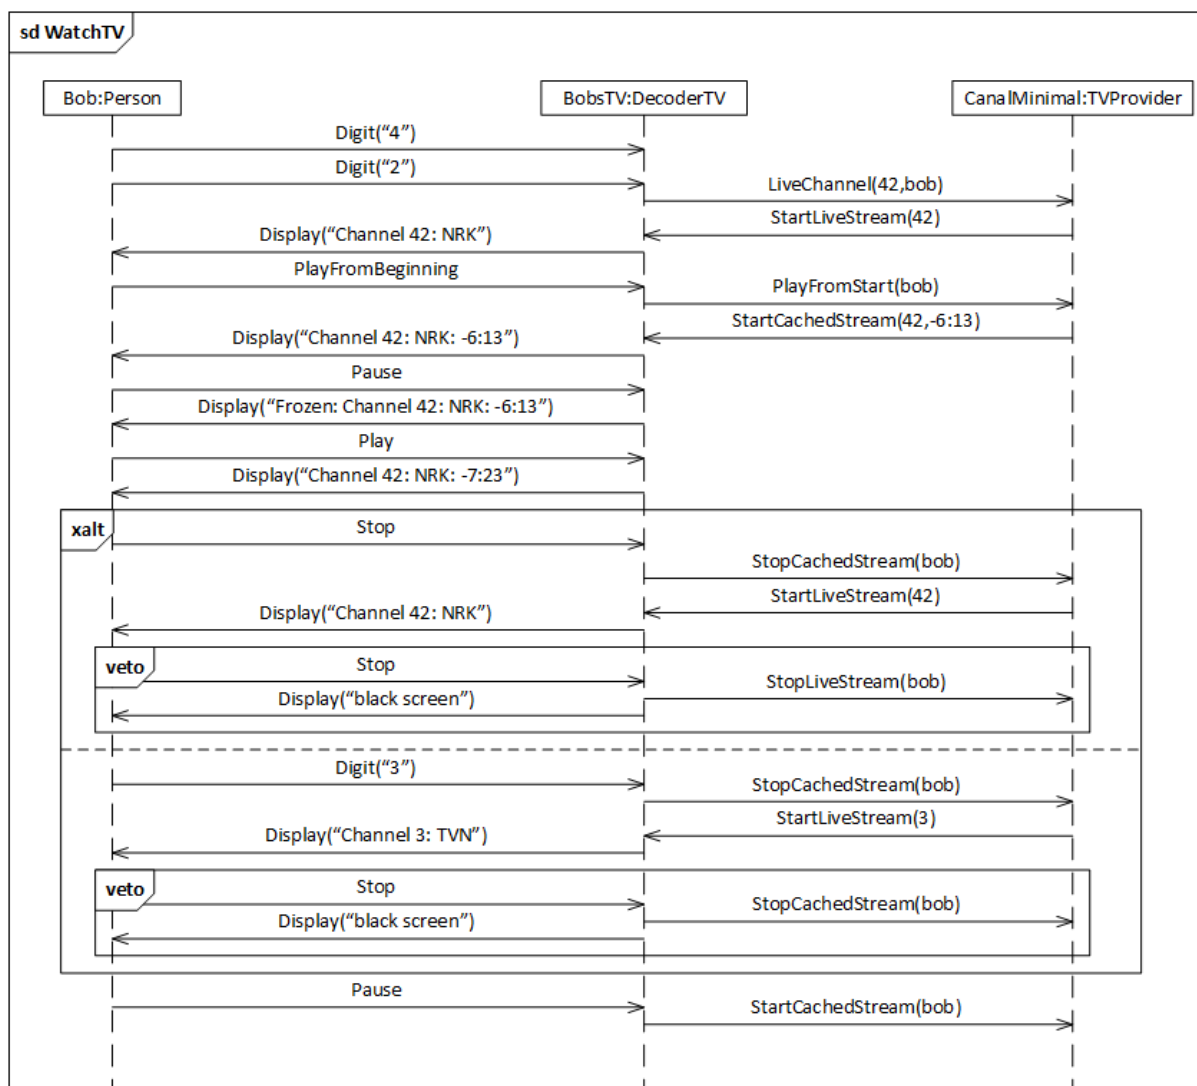 sd WatchTV
Bob:Person
BobsTV:DecoderTV
CanalMinimal:TVProvider
Digit(“4”)
Digit(“2”)
LiveChannel(42,bob)
StartLiveStream(42)
Display(“Channel 42: NRK”)
PlayFromBeginning
PlayFromStart(bob)
StartCachedStream(42,-6:13)
Display(“Channel 42: NRK: -6:13”)
Pause
Display(“Frozen: Channel 42: NRK: -6:13”)
Play
Display(“Channel 42: NRK: -7:23”)
xalt
Stop
StopCachedStream(bob)
StartLiveStream(42)
Display(“Channel 42: NRK”)
veto
Stop
StopLiveStream(bob)
Display(“black screen”)
Digit(“3”)
StopCachedStream(bob)
StartLiveStream(3)
Display(“Channel 3: TVN”)
veto
Stop
StopCachedStream(bob)
Display(“black screen”)
Pause
StartCachedStream(bob)